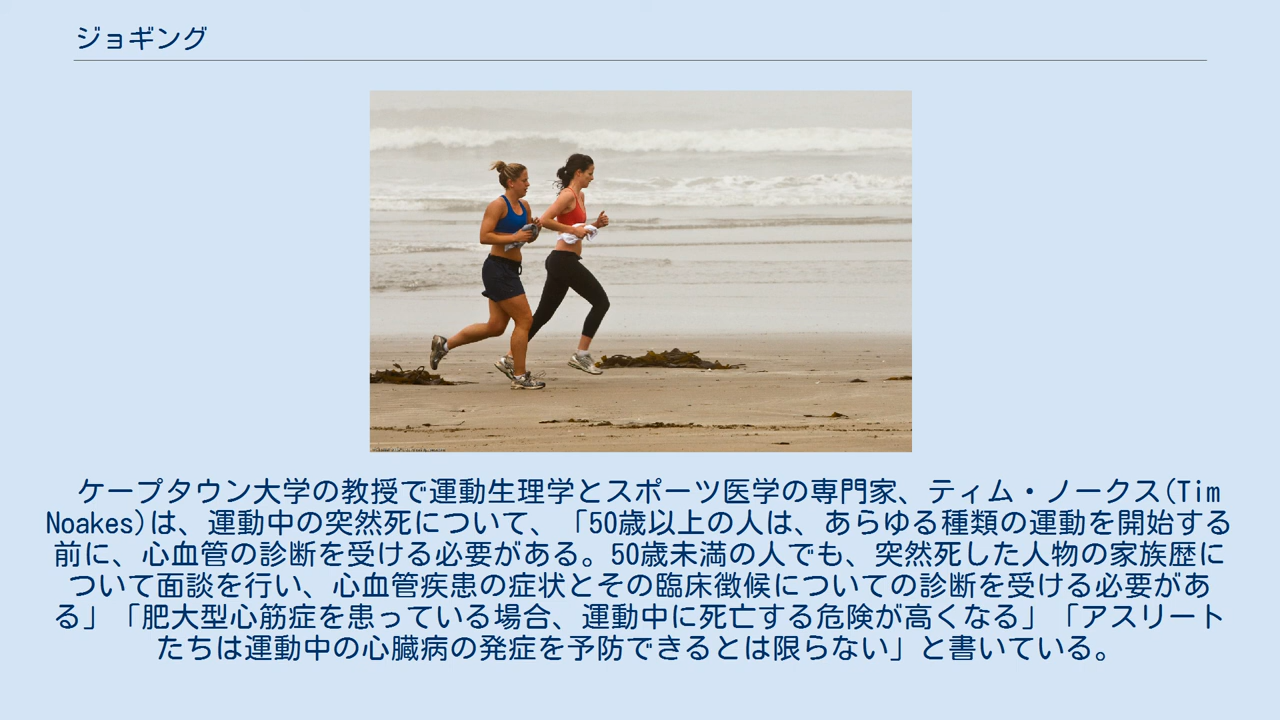 ジョギング
ケープタウン大学の教授で運動生理学とスポーツ医学の専門家、ティム・ノークス(Tim
Noakes)は、運動中の突然死について、「50歳以上の人は、あらゆる種類の運動を開始する
前に、心血管の診断を受ける必要がある。50歳未満の人でも、突然死した人物の家族歴に
ついて面談を行い、心血管疾患の症状とその臨床徴候についての診断を受ける必要があ
る」「肥大型心筋症を患っている場合、運動中に死亡する危険が高くなる」「アスリート
たちは運動中の心臓病の発症を予防できるとは限らない」と書いている。